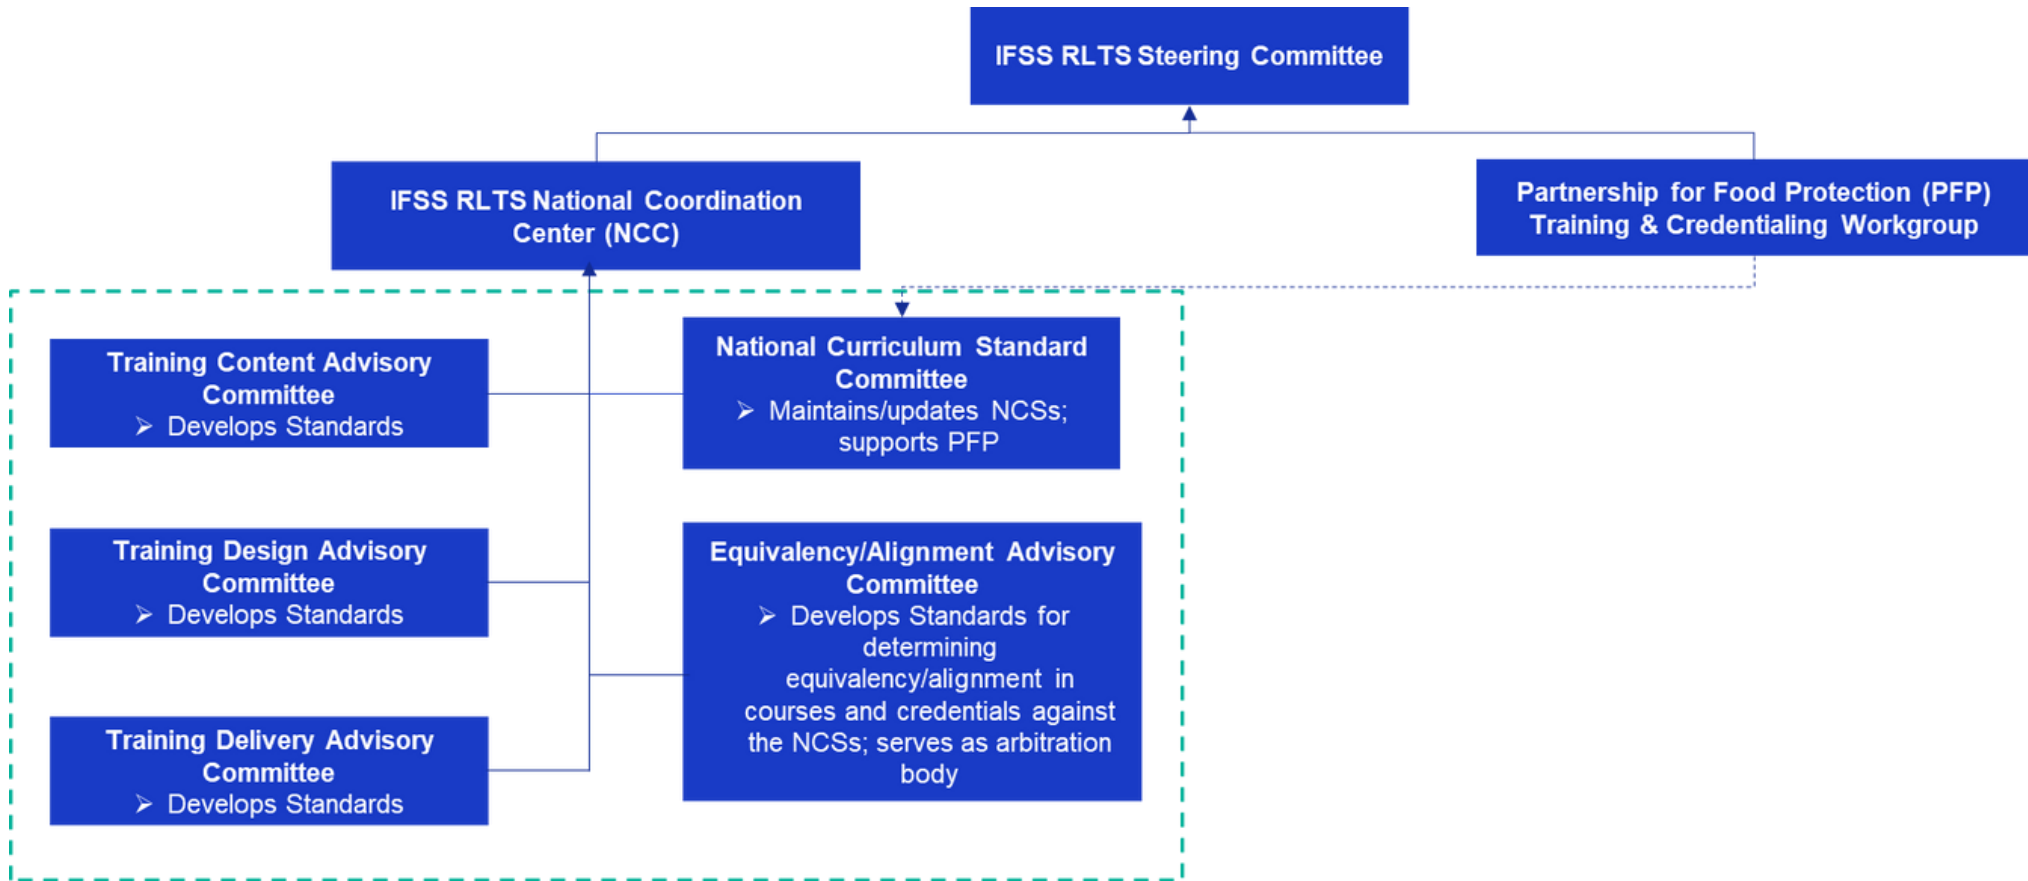 IFSS RLTS Steering Committee
IFSS RLTS National Coordination
Center (NCC)
Partnership for Food Protection (PFP)
Training & Credentialing Workgroup
Training Content Advisory
Committee
➢ Develops Standards
National Curriculum Standard
Committee
➢ Maintains/updates NCSs;
supports PFP
Training Design Advisory
Committee
➢ Develops Standards
Equivalency/Alignment Advisory
Committee
➢ Develops Standards for
determining
equivalency/alignment in
courses and credentials against
the NCSs; serves as arbitration
body
Training Delivery Advisory
Committee
➢ Develops Standards